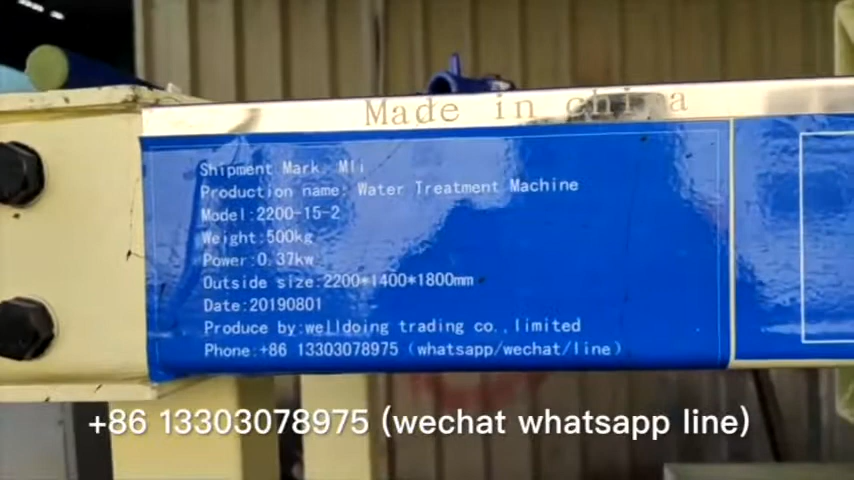 Made in china
Shipment Mark: Mli
Production name: Water Treatment Machine
Model:2200-15-2
Weight:500kg
Power:0.37kw
Outside size:2200*1400*1800mm
Date:20190801
Produce by:welldoing trading co.,limited
Phone:+86 13303078975 (whatsapp/wechat/line)
+86 13303078975 (wechat whatsapp line)